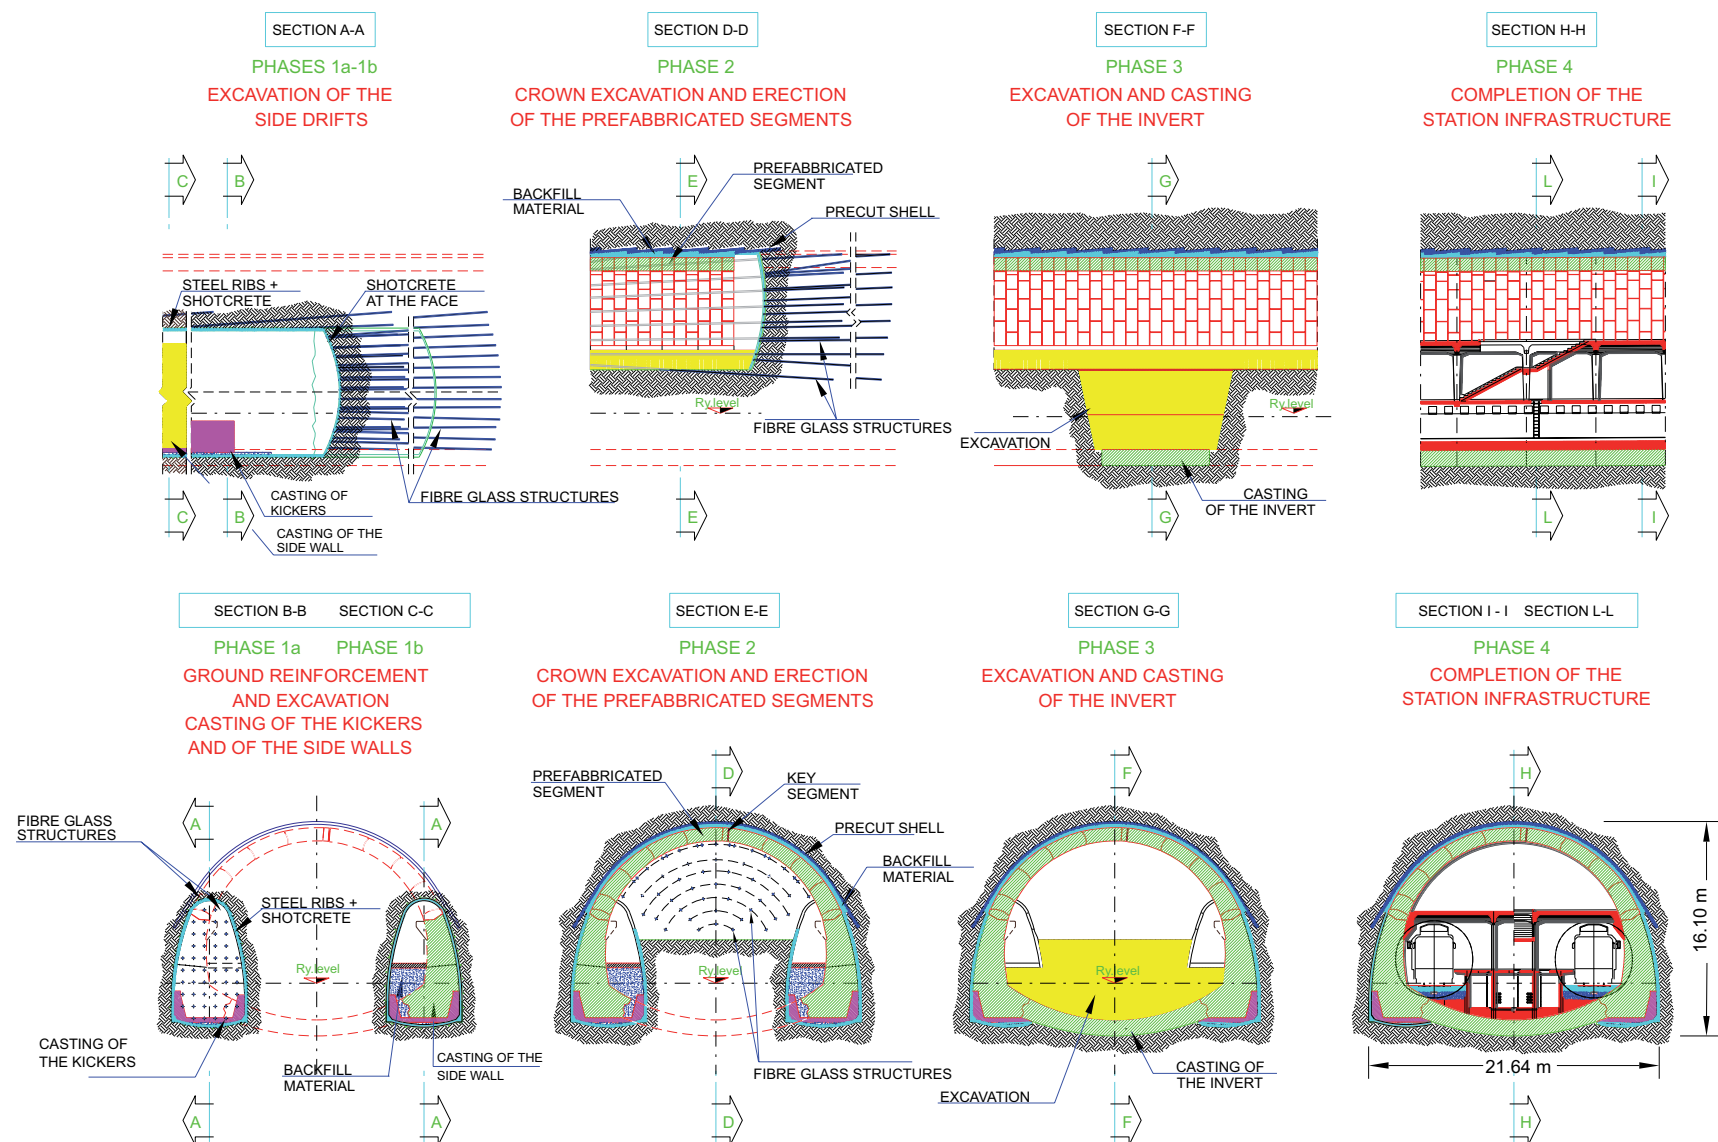 SECTION A-A
PHASES 1a-1b
EXCAVATION OF THE
SIDE DRIFTS
C
B
STEEL RIBS +
SHOTCRETE
SHOTCRETE
AT THE FACE
CASTING OF
KICKERS
FIBRE GLASS STRUCTURES
C
B
CASTING OF THE
SIDE WALL
SECTION D-D
PHASE 2
CROWN EXCAVATION AND ERECTION
OF THE PREFABBRICATED SEGMENTS
E
PREFABBRICATED
SEGMENT
BACKFILL
MATERIAL
PRECUT SHELL
Ry.level
FIBRE GLASS STRUCTURES
E
SECTION F-F
PHASE 3
EXCAVATION AND CASTING
OF THE INVERT
G
Ry.level
EXCAVATION
CASTING
OF THE INVERT
G
SECTION H-H
PHASE 4
COMPLETION OF THE
STATION INFRASTRUCTURE
L
I
L
I
SECTION B-B SECTION C-C
PHASE 1a PHASE 1b
GROUND REINFORCEMENT
AND EXCAVATION
CASTING OF THE KICKERS
AND OF THE SIDE WALLS
FIBRE GLASS
STRUCTURES
A
A
STEEL RIBS +
SHOTCRETE
Ry.level
CASTING OF
THE KICKERS
BACKFILL
MATERIAL
CASTING OF THE
SIDE WALL
A
A
SECTION E-E
PHASE 2
CROWN EXCAVATION AND ERECTION
OF THE PREFABBRICATED SEGMENTS
D
PREFABBRICATED
SEGMENT
KEY
SEGMENT
PRECUT SHELL
BACKFILL
MATERIAL
Ry.level
FIBRE GLASS STRUCTURES
D
SECTION G-G
PHASE 3
EXCAVATION AND CASTING
OF THE INVERT
F
Ry.level
CASTING OF
THE INVERT
EXCAVATION
F
SECTION I - I SECTION L-L
PHASE 4
COMPLETION OF THE
STATION INFRASTRUCTURE
H
16.10 m
21.64 m
H